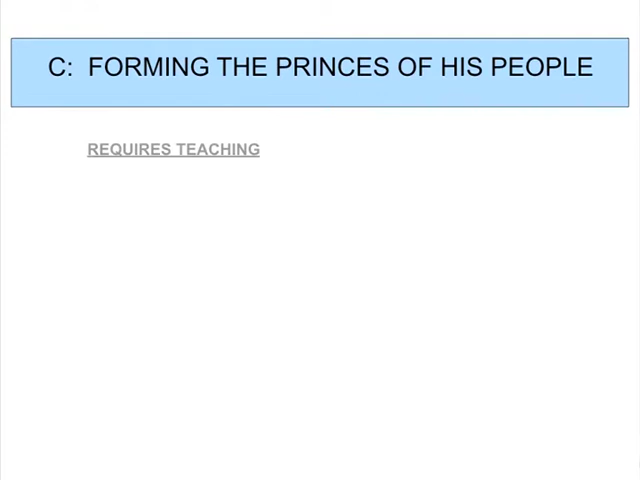 C: FORMING THE PRINCES OF HIS PEOPLE
REQUIRES TEACHING